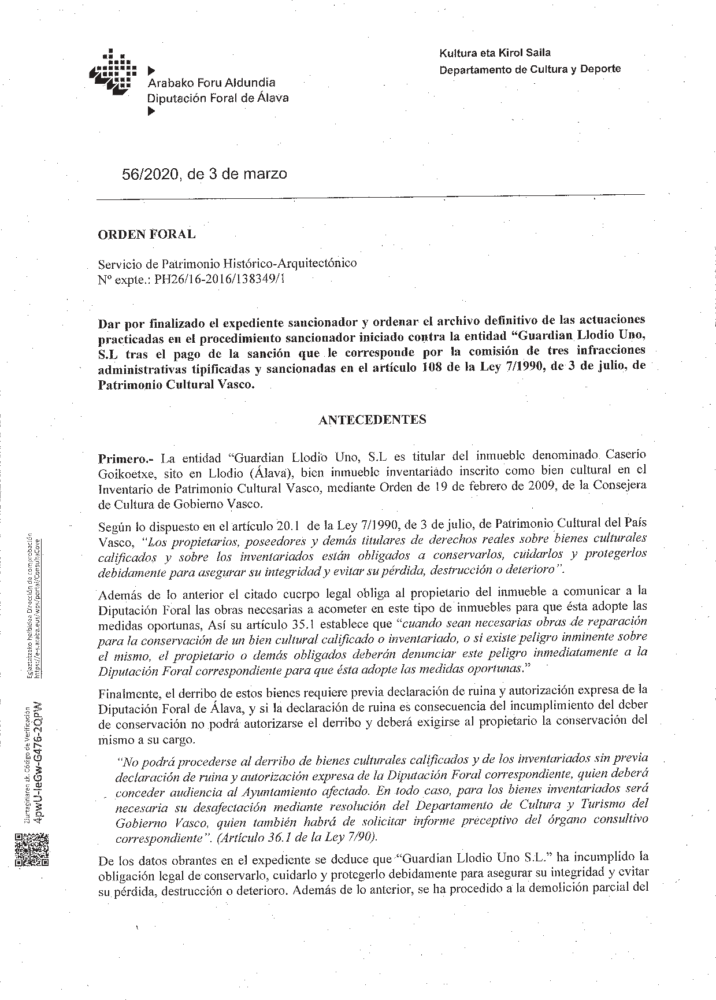 Kultura eta Kirol Saila
Departamento de Cultura y Deporte
Arabako Foru Aldundia
Diputación Foral de Álava
56/2020, de 3 de marzo
ORDEN FORAL
Servicio de Patrimonio Histórico-Arquitectónico
Nº expte.: PH26/16-2016/138349/1
Dar por finalizado el expediente sancionador y ordenar el archivo definitivo de las actuaciones
practicadas en el procedimiento sancionador iniciado contra la entidad “Guardian Llodio Uno,
S.L tras el pago de la sanción que le corresponde por la comisión de tres infracciones
administrativas tipificadas y sancionadas en el artículo 108 de la Ley 7/1990, de 3 de julio, de
Patrimonio Cultural Vasco.
ANTECEDENTES
Primero.- La entidad “Guardian Llodio Uno, S.L es titular del inmueble denominado Caserío
Goikoetxe, sito en Llodio (Álava), bien inmueble inventariado inscrito como bien cultural en el
Inventario de Patrimonio Cultural Vasco, mediante Orden de 19 de febrero de 2009, de la Consejera
de Cultura de Gobierno Vasco.
Según lo dispuesto en el artículo 20.1 de la Ley 7/1990, de 3 de julio, de Patrimonio Cultural del País
Vasco, “Los propietarios, poseedores y demás titulares de derechos reales sobre bienes culturales
calificados y sobre los inventariados están obligados a conservarlos, cuidarlos y protegerlos
debidamente para asegurar su integridad y evitar su pérdida, destrucción o deterioro”.
Además de lo anterior el citado cuerpo legal obliga al propietario del inmueble a comunicar a la
Diputación Foral las obras necesarias a acometer en este tipo de inmuebles para que ésta adopte las
medidas oportunas, Así su artículo 35.1 establece que “cuando sean necesarias obras de reparación
para la conservación de un bien cultural calificado o inventariado, o si existe peligro inminente sobre
el mismo, el propietario o demás obligados deberán denunciar este peligro inmediatamente a la
Diputación Foral correspondiente para que ésta adopte las medidas oportunas.”
Finalmente, el derribo de estos bienes requiere previa declaración de ruina y autorización expresa de la
Diputación Foral de Álava, y si la declaración de ruina es consecuencia del incumplimiento del deber
de conservación no podrá autorizarse el derribo y deberá exigirse al propietario la conservación del
mismo a su cargo.
“No podrá procederse al derribo de bienes culturales calificados y de los inventariados sin previa
declaración de ruina y autorización expresa de la Diputación Foral correspondiente, quien deberá
conceder audiencia al Ayuntamiento afectado. En todo caso, para los bienes inventariados será
necesaria su desafectación mediante resolución del Departamento de Cultura y Turismo del
Gobierno Vasco, quien también habrá de solicitar informe preceptivo del órgano consultivo
correspondiente”. (Artículo 36.1 de la Ley 7/90).
De los datos obrantes en el expediente se deduce que “Guardian Llodio Uno S.L.” ha incumplido la
obligación legal de conservarlo, cuidarlo y protegerlo debidamente para asegurar su integridad y evitar
su pérdida, destrucción o deterioro. Además de lo anterior, se ha procedido a la demolición parcial del
Ziurtagiriaren zk. Código de Verificación
4pwU-IeGw-G476-2QPW
Egiaztatzeko helbidea Dirección de comprobación
https://e-s.araba.eus/wps/portal/ConsultaCove